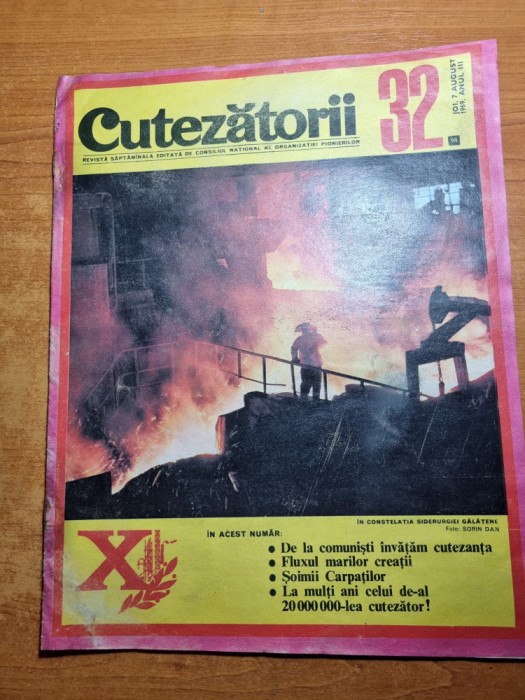 Cutezătorii
32
JOI, 7 AUGUST
1969, ANUL III
98
REVISTĂ SĂPTĂMÎNALĂ EDITATĂ DE CONSILIUL NAȚIONAL AL ORGANIZAȚIEI PIONIERILOR
ÎN CONSTELAȚIA SIDERURGIEI GĂLĂȚENE
Foto: SORIN DAN
X
ÎN ACEST NUMĂR:
● De la comuniști învățăm cutezanța
● Fluxul marilor creații
● Șoimii Carpaților
● La mulți ani celui de-al
20 000 000-lea cutezător!